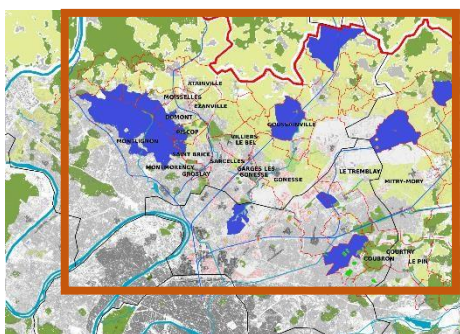 ATTAINVILLE
MOISSELLES
EZANVILLE
DOMONT
PISCOP
GOUSSAINVILLE
VILLIERS
LE BEL
MONTLIGNON
SAINT BRICE
SARCELLES
MONTMORENCY
GROSLAY
GARGES LES
GONESSE
GONESSE
LE TREMBLAY
MITRY-MORY
COURTRY
COUBRON
LE PIN